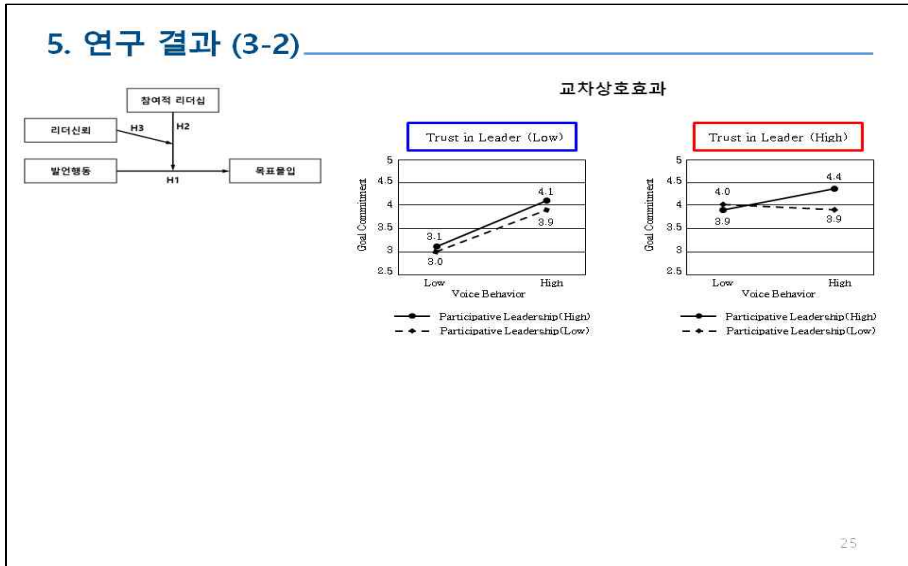 5. 연구 결과 (3-2)
참여적 리더십
리더신뢰
H3
H2
발언행동
H1
목표몰입
교차상호효과
Trust in Leader (Low)
Goal Commitment
5
4.5
4
3.5
3
2.5
3.1
3.0
4.1
3.9
Low
High
Voice Behavior
Participative Leadership(High)
Participative Leadership(Low)
Trust in Leader (High)
Goal Commitment
5
4.5
4
3.5
3
2.5
4.0
3.9
4.4
3.9
Low
High
Voice Behavior
Participative Leadership(High)
Participative Leadership(Low)
25